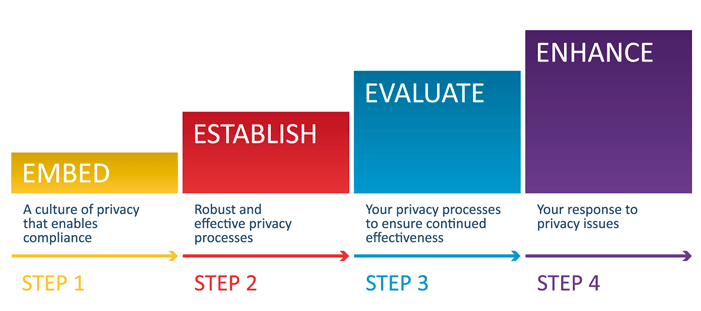 EMBED
A culture of privacy
that enables
compliance
STEP 1
ESTABLISH
Robust and
effective privacy
processes
STEP 2
EVALUATE
Your privacy processes
to ensure continued
effectiveness
STEP 3
ENHANCE
Your response to
privacy issues
STEP 4